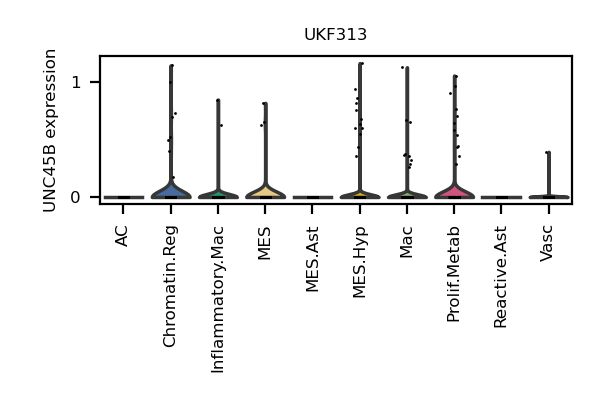 UKF313
UNC45B expression
1
0
AC
Chromatin.Reg
Inflammatory.Mac
MES
MES.Ast
MES.Hyp
Mac
Prolif.Metab
Reactive.Ast
Vasc